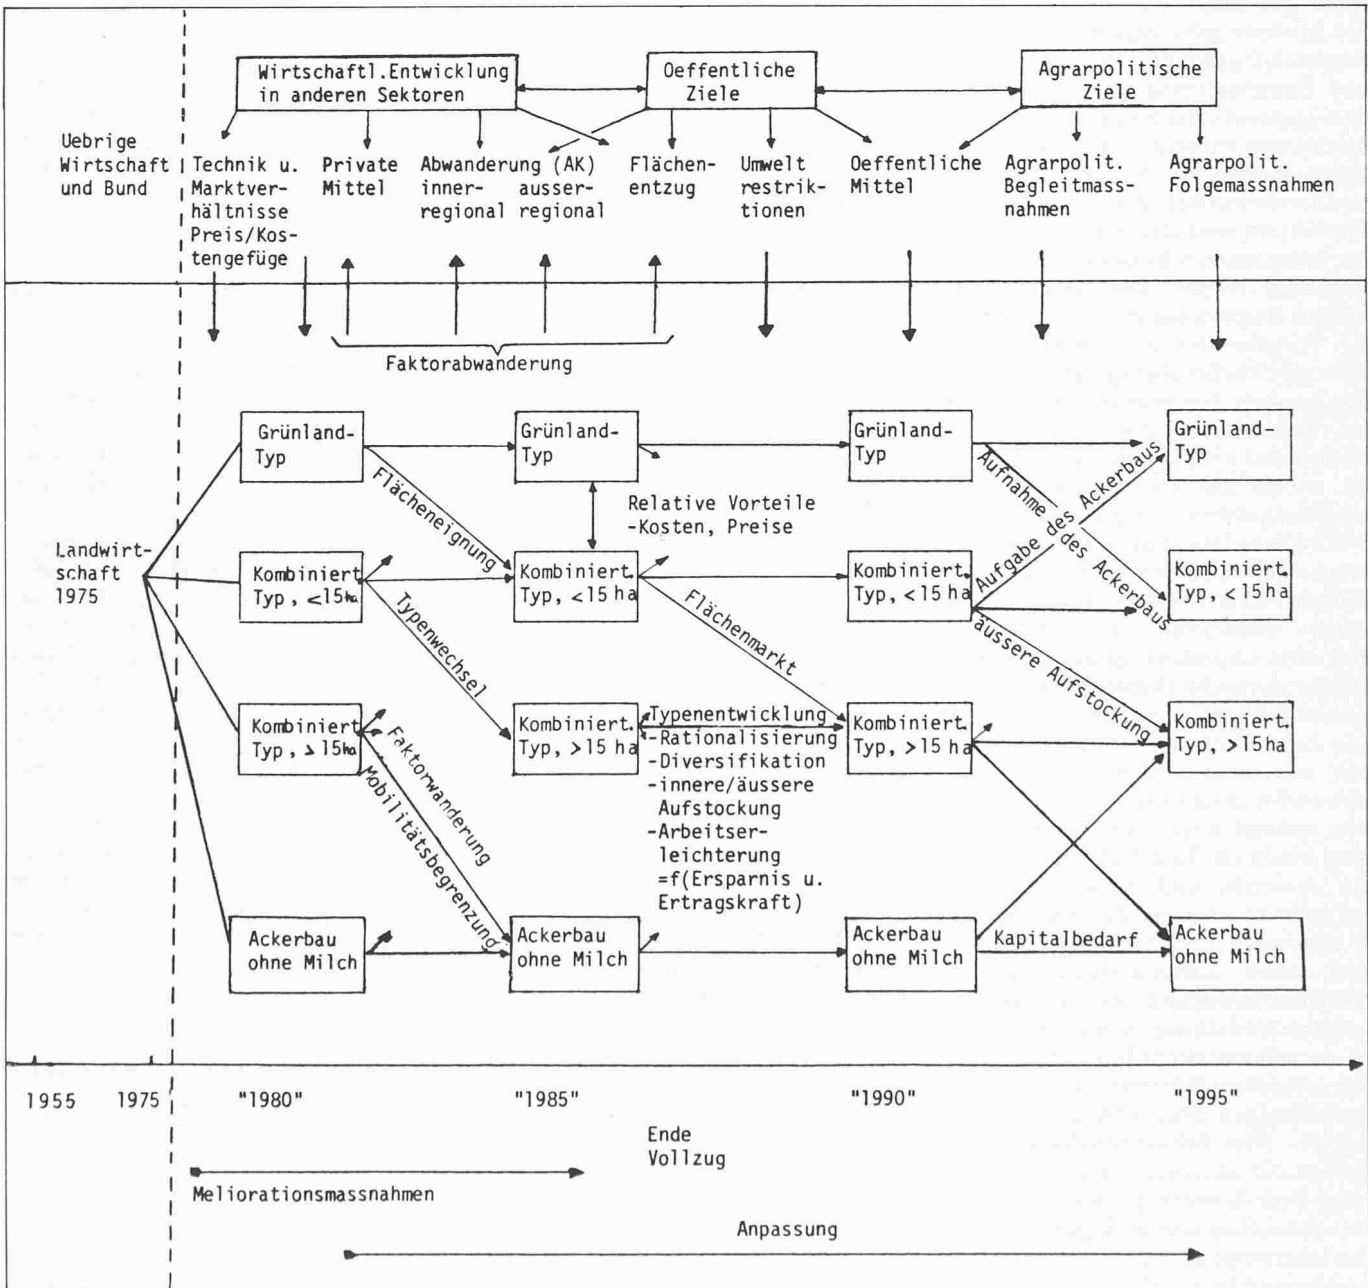 Wirtschaftl.Entwicklung
in anderen Sektoren
Oeffentliche
Ziele
Agrarpolitische
Ziele
Uebrige
Wirtschaft
und Bund
Technik u.
Marktver-
hältnisse
Preis/Kos-
tengefüge
Private
Mittel
Abwanderung (AK)
inner-
regional
ausser-
regional
Flächen-
entzug
Umwelt
restrik-
tionen
Oeffentliche
Mittel
Agrarpolit.
Begleitmass-
nahmen
Agrarpolit.
Folgemassnahmen
Faktorabwanderung
Landwirt-
schaft
1975
Grünland-
Typ
Grünland-
Typ
Grünland-
Typ
Grünland-
Typ
Flächeneignung
Relative Vorteile
-Kosten, Preise
Aufnahme des Ackerbaus
Aufgabe des Ackerbaus
Kombiniert.
Typ, <15ha
Kombiniert.
Typ, <15 ha
Kombiniert.
Typ, <15 ha
Kombiniert.
Typ, <15 ha
Typenwechsel
Flächenmarkt
äussere Aufstockung
Kombiniert.
Typ, >15ha
Kombiniert.
Typ, >15 ha
Kombiniert.
Typ, >15 ha
Kombiniert.
Typ, >15ha
Faktorwanderung
Mobilitätsbegrenzung
Typenentwicklung
-Rationalisierung
-Diversifikation
-innere/äussere
Aufstockung
-Arbeitser-
leichterung
=f(Ersparnis u.
Ertragskraft)
Ackerbau
ohne Milch
Ackerbau
ohne Milch
Ackerbau
ohne Milch
Kapitalbedarf
Ackerbau
ohne Milch
1955 1975 "1980" "1985" "1990" "1995"
Ende
Vollzug
Meliorationsmassnahmen
Anpassung